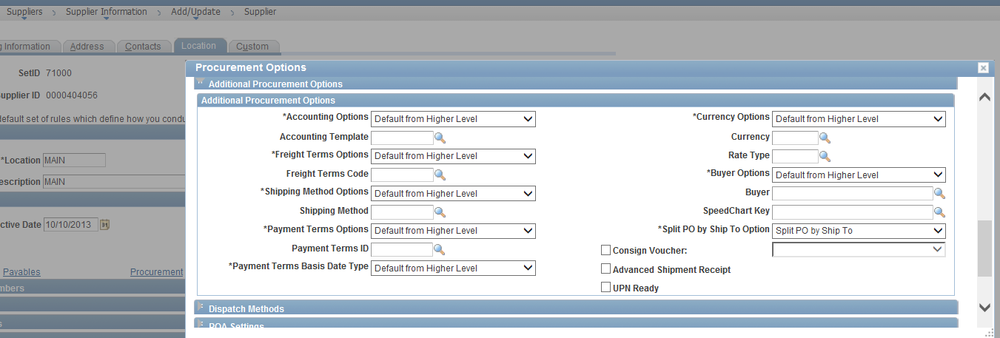 Suppliers Supplier Information Add/Update Supplier
g Information Address Contacts Location Custom
SetID 71000
Supplier ID 0000404056
default set of rules which define how you condu
*Location MAIN
escription MAIN
ctive Date 10/10/2013
Payables Procurement
mbers
s
Procurement Options
Additional Procurement Options
Additional Procurement Options
*Accounting Options Default from Higher Level *Currency Options Default from Higher Level
Accounting Template Currency
*Freight Terms Options Default from Higher Level Rate Type
Freight Terms Code *Buyer Options Default from Higher Level
*Shipping Method Options Default from Higher Level Buyer
Shipping Method SpeedChart Key
*Payment Terms Options Default from Higher Level *Split PO by Ship To Option Split PO by Ship To
Payment Terms ID Consign Voucher:
*Payment Terms Basis Date Type Default from Higher Level Advanced Shipment Receipt
UPN Ready
Dispatch Methods
POA Settings